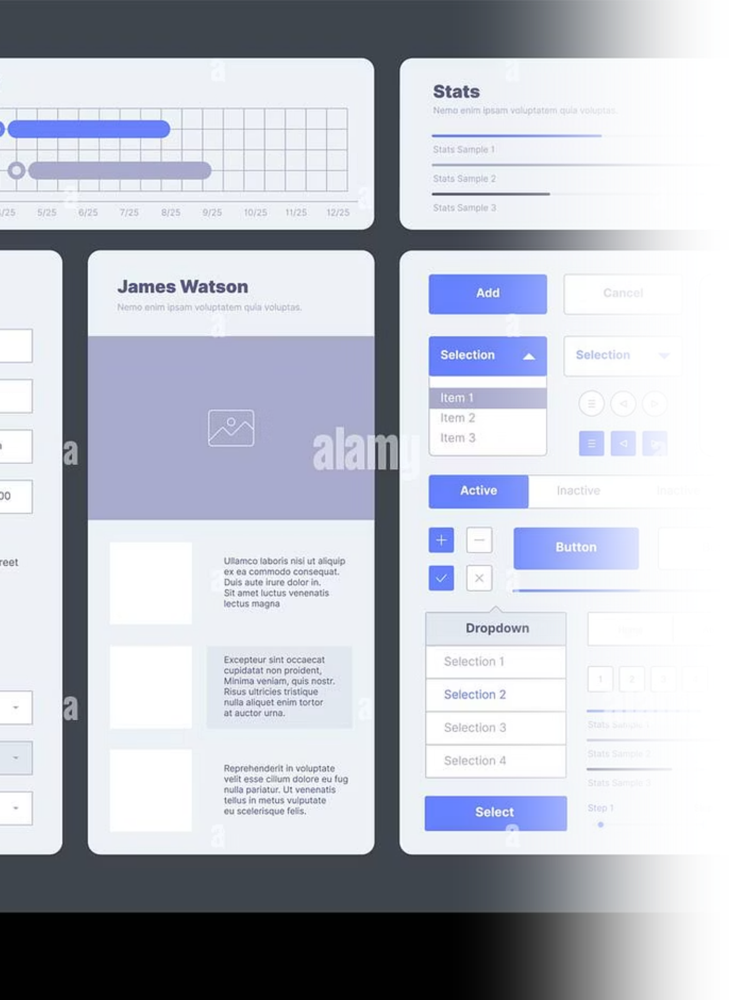 5/25 6/25 7/25 8/25 9/25 10/25 11/25 12/25
Stats
Nemo enim ipsam voluptatem quia voluptas.
Stats Sample 1
Stats Sample 2
Stats Sample 3
00
reet
James Watson
Nemo enim ipsam voluptatem quia voluptas.
alamy
Ullamco laboris nisi ut aliquip
ex ea commodo consequat.
Duis aute irure dolor in.
Sit amet luctus venenatis
lectus magna
Excepteur sint occaecat
cupidatat non proident,
Minima veniam, quis nostr.
Risus ultricies tristique
nulla aliquet enim tortor
at auctor urna.
Reprehenderit in voluptate
velit esse cillum dolore eu fug
nulla pariatur. Ut venenatis
tellus in metus vulputate
eu scelerisque felis.
Add
Cancel
Selection
Selection
Item 1
Item 2
Item 3
Active
Inactive
Inactive
Button
Dropdown
Selection 1
Selection 2
Selection 3
Selection 4
Select
1 2 3
Stats Sample 1
Stats Sample 2
Stats Sample 3
Step 1
a
a
a
a
a
a
a
a
a
a
a
a
a
a